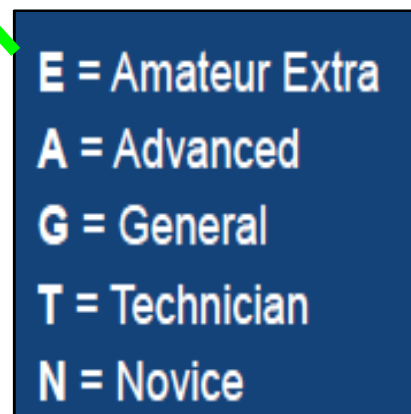 E = Amateur Extra
A = Advanced
G = General
T = Technician
N = Novice